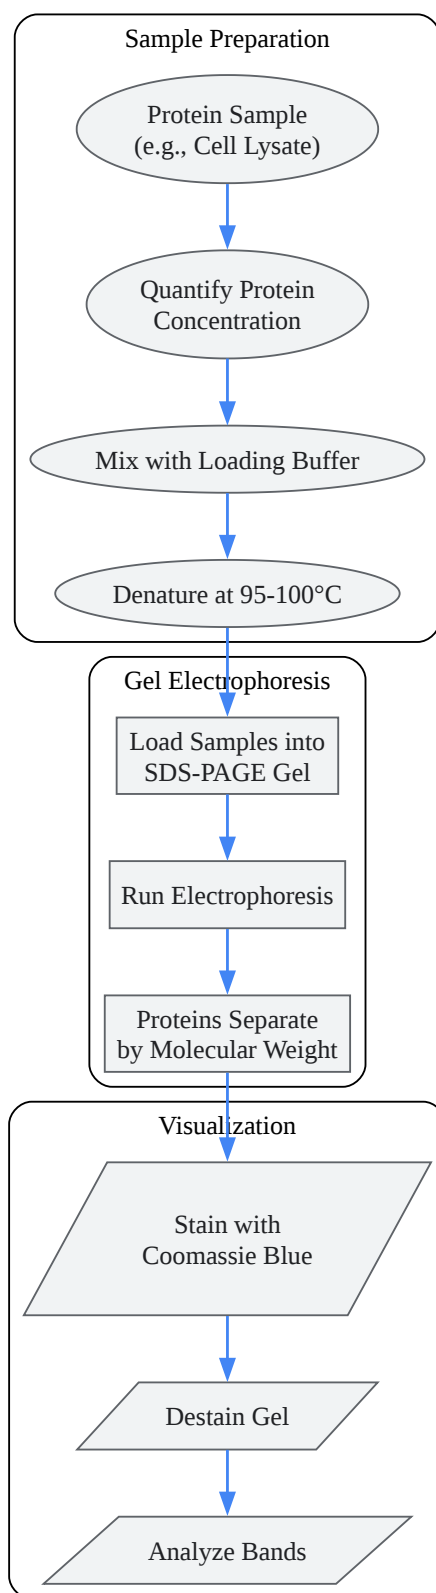 Sample Preparation
Protein Sample
(e.g., Cell Lysate)
Quantify Protein
Concentration
Mix with Loading Buffer
Denature at 95-100°C
Gel Electrophoresis
Load Samples into
SDS-PAGE Gel
Run Electrophoresis
Proteins Separate
by Molecular Weight
Visualization
Stain with
Coomassie Blue
Destain Gel
Analyze Bands